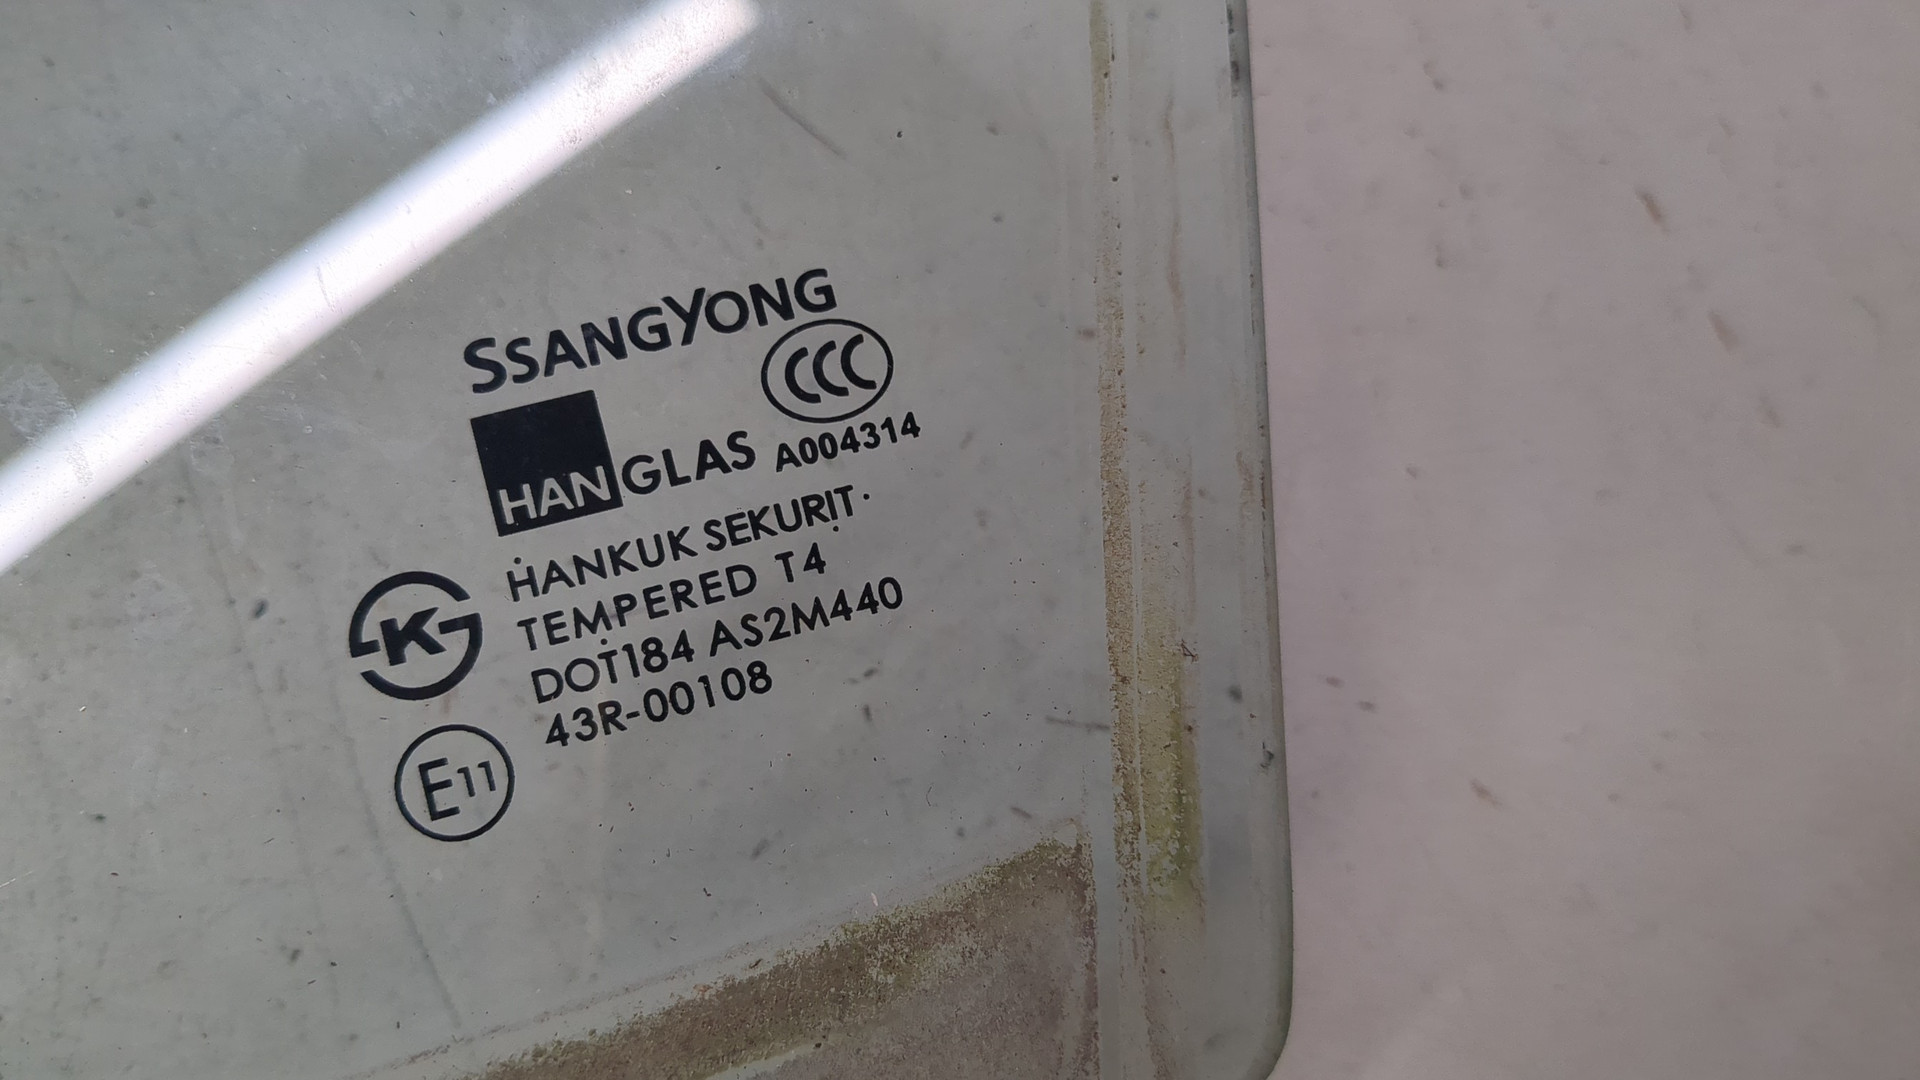 SSANGYONG
CCC
HANGLAS A004314
HANKUK SEKURIT
TEMPERED T4
K
DOT184 AS2M440
43R-00108
E11